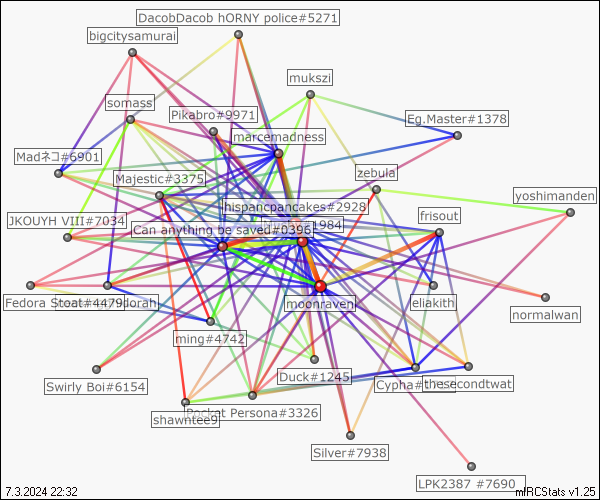 DacobDacob hORNY police#5271
bigcitysamurai
mukszi
somass
Pikabro#9971
Eg.Master#1378
marcemadness
Madネコ#6901
Majestic#3375
zebula
yoshimanden
hispancpancakes#2928
JKOUYH VIII#7034
frisout
Can anything be saved#0396
1984
Fedora Stoat#4479
dorah
moonraven
eliakith
normalwan
ming#4742
Duck#1245
Cypha#
thesecondtwat
Swirly Boi#6154
Pocket Persona#3326
shawntee9
Silver#7938
LPK2387 #7690
7.3.2024 22:32
mIRCStats v1.25